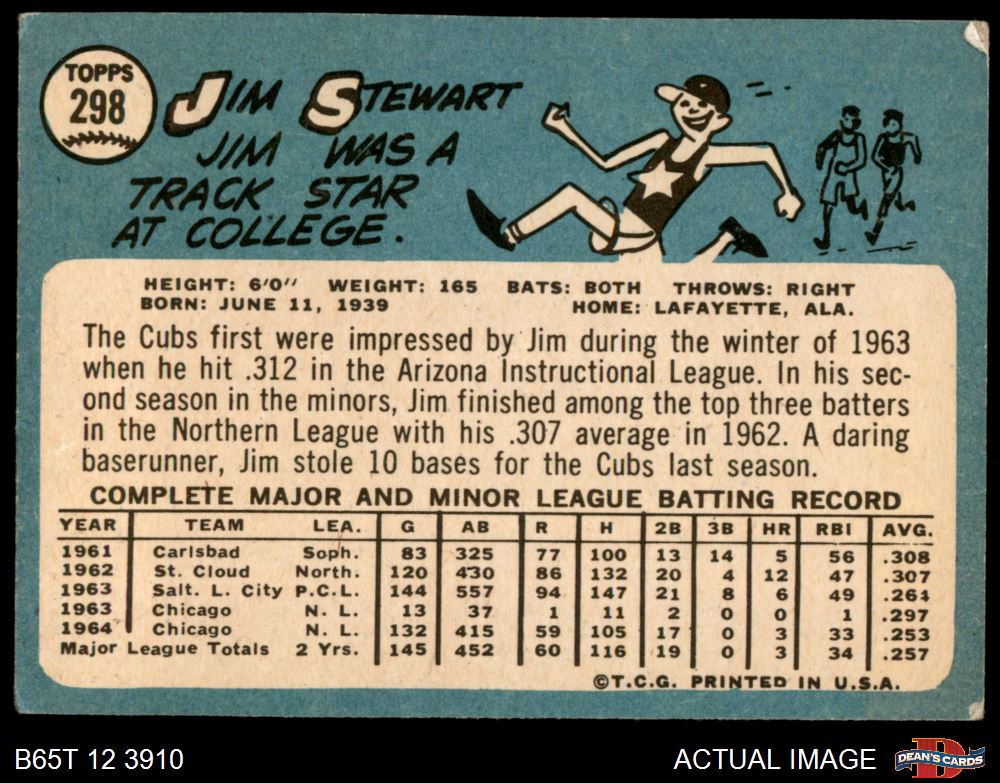 TOPPS
298
JIM STEWART
JIM WAS A
TRACK STAR
AT COLLEGE.
HEIGHT: 6'0" WEIGHT: 165 BATS: BOTH THROWS: RIGHT
BORN: JUNE 11, 1939 HOME: LAFAYETTE, ALA.
The Cubs first were impressed by Jim during the winter of 1963
when he hit .312 in the Arizona Instructional League. In his sec-
ond season in the minors, Jim finished among the top three batters
in the Northern League with his .307 average in 1962. A daring
baserunner, Jim stole 10 bases for the Cubs last season.
COMPLETE MAJOR AND MINOR LEAGUE BATTING RECORD
YEAR TEAM LEA. G AB R H 2B 3B HR RBI AVG.
1961 Carlsbad Soph. 83 325 77 100 13 14 5 56 .308
1962 St. Cloud North. 120 430 86 132 20 4 12 47 .307
1963 Salt. L. City P.C.L. 144 557 94 147 21 8 6 49 .264
1963 Chicago N. L. 13 37 1 11 2 0 0 1 .297
1964 Chicago N. L. 132 415 59 105 17 0 3 33 .253
Major League Totals 2 Yrs. 145 452 60 116 19 0 3 34 .257
©T.C.G. PRINTED IN U.S.A.
B65T 12 3910 ACTUAL IMAGE
D
DEAN'S CARDS